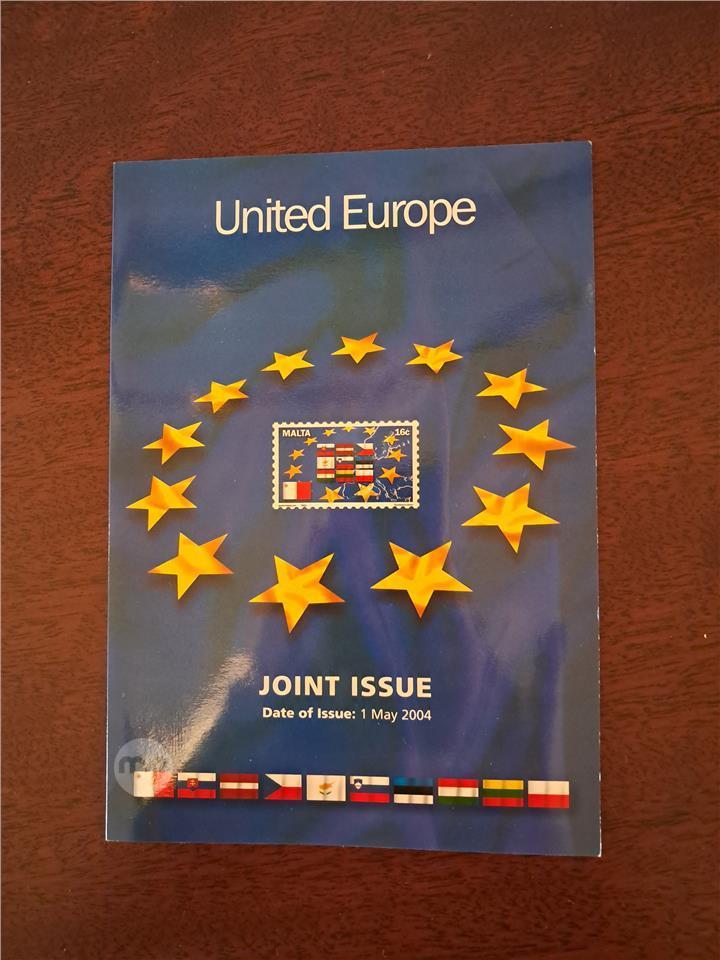 United Europe
MALTA 16c
JOINT ISSUE
Date of Issue: 1 May 2004